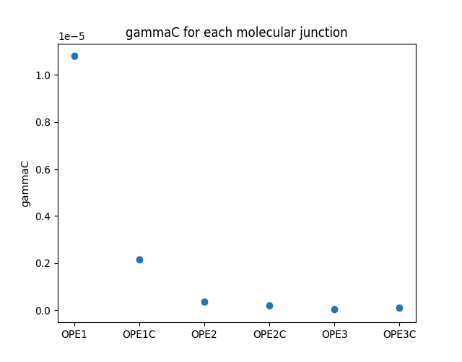 gammaC for each molecular junction
1e−5
1.0
0.8
0.6
0.4
0.2
0.0
gammaC
OPE1 OPE1C OPE2 OPE2C OPE3 OPE3C